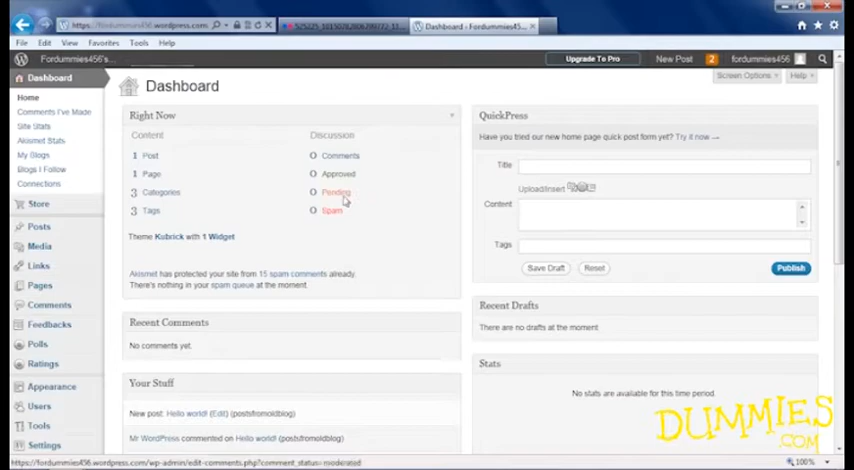 https://fordummies456.wordpress.com
Dashboard - Fordummies45...
File Edit View Favorites Tools Help
Fordummies456's... Upgrade To Pro New Post 2 fordummies456
Dashboard
Screen Options Help
Dashboard
Home
Comments I've Made
Site Stats
Akismet Stats
My Blogs
Blogs I Follow
Connections
Store
Posts
Media
Links
Pages
Comments
Feedbacks
Polls
Ratings
Appearance
Users
Tools
Settings
Right Now
Content Discussion
1 Post 0 Comments
1 Page 0 Approved
3 Categories 0 Pending
3 Tags 0 Spam
Theme Kubrick with 1 Widget
Akismet has protected your site from 15 spam comments already.
There's nothing in your spam queue at the moment.
Recent Comments
No comments yet.
Your Stuff
New post: Hello world! (Edit) (postsfromoldblog)
Mr WordPress commented on Hello world! (postsfromoldblog)
QuickPress
Have you tried our new home page quick post form yet? Try it now →
Title
Upload/Insert
Content
Tags
Save Draft Reset Publish
Recent Drafts
There are no drafts at the moment
Stats
No stats are available for this time period.
DUMMIES
.COM
https://fordummies456.wordpress.com/wp-admin/edit-comments.php?comment_status=moderated
100%